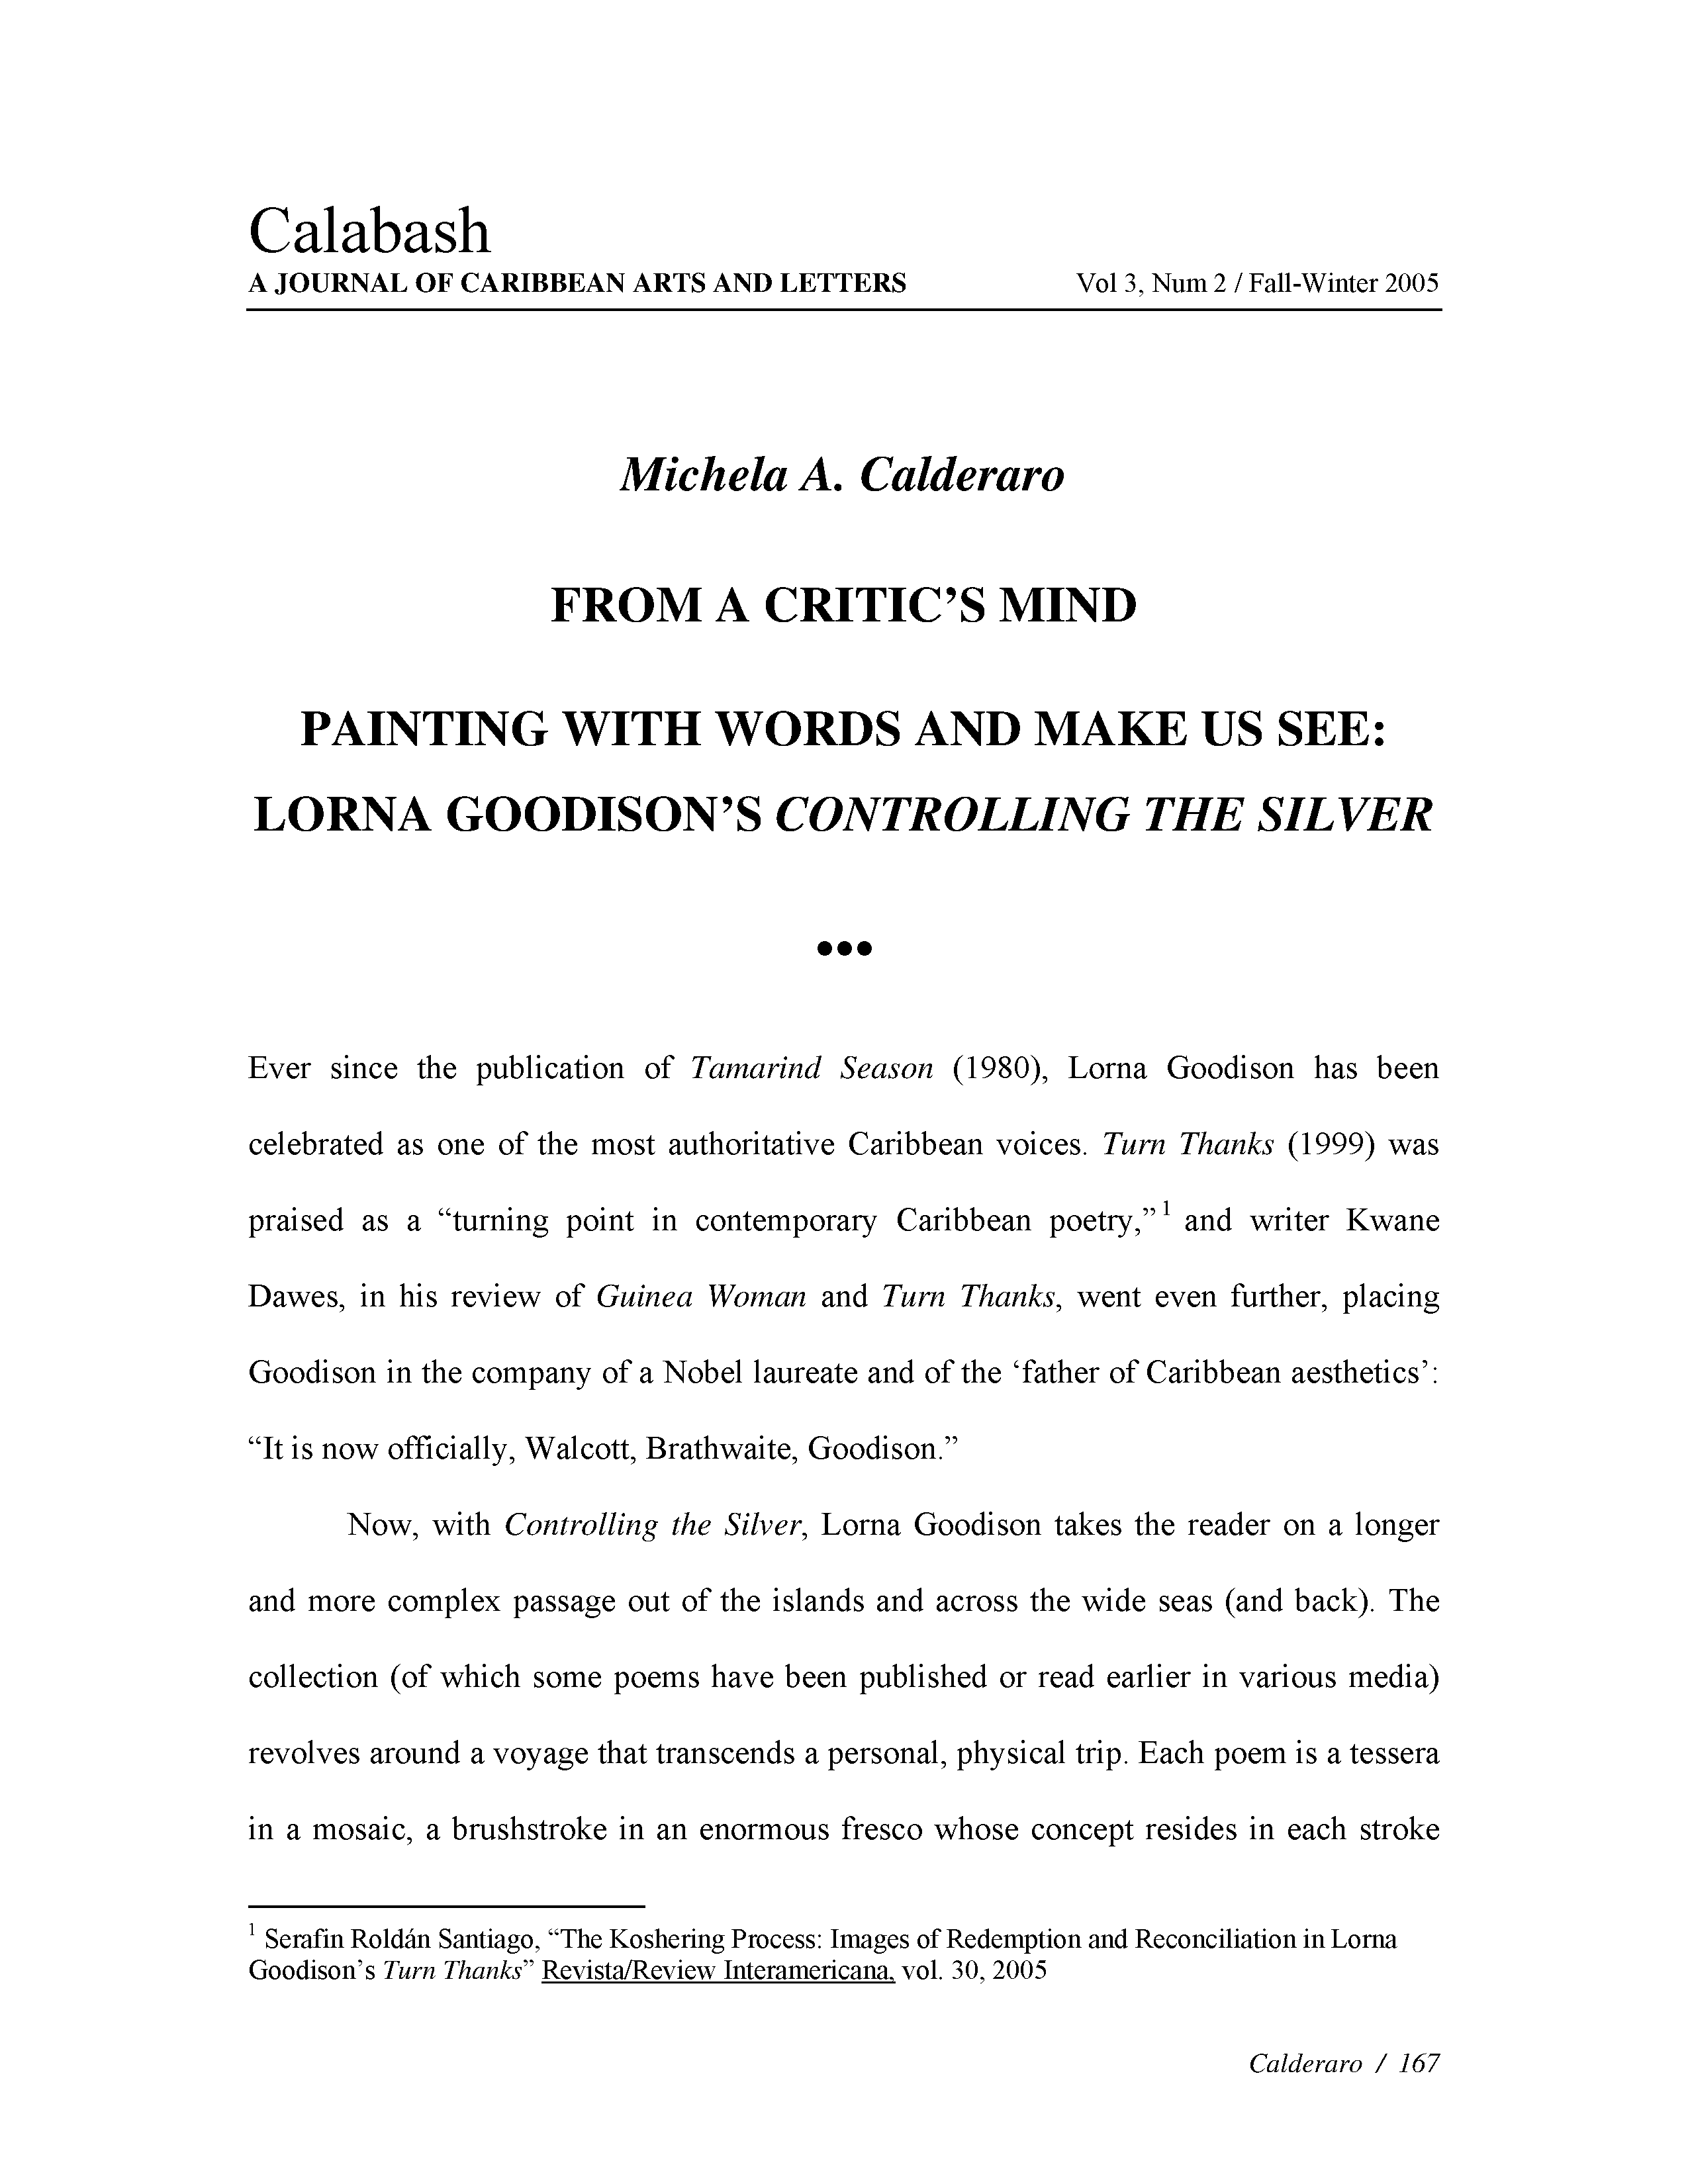 Calabash
A JOURNAL OF CARIBBEAN ARTS AND LETTERS Vol 3, Num 2 / Fall-Winter 2005
Michela A. Calderaro
FROM A CRITIC’S MIND
PAINTING WITH WORDS AND MAKE US SEE:
LORNA GOODISON’S CONTROLLING THE SILVER
•••
Ever since the publication of Tamarind Season (1980), Lorna Goodison has been
celebrated as one of the most authoritative Caribbean voices. Turn Thanks (1999) was
praised as a “turning point in contemporary Caribbean poetry,”1 and writer Kwane
Dawes, in his review of Guinea Woman and Turn Thanks, went even further, placing
Goodison in the company of a Nobel laureate and of the ‘father of Caribbean aesthetics’:
“It is now officially, Walcott, Brathwaite, Goodison.”
Now, with Controlling the Silver, Lorna Goodison takes the reader on a longer
and more complex passage out of the islands and across the wide seas (and back). The
collection (of which some poems have been published or read earlier in various media)
revolves around a voyage that transcends a personal, physical trip. Each poem is a tessera
in a mosaic, a brushstroke in an enormous fresco whose concept resides in each stroke
1 Serafin Roldán Santiago, “The Koshering Process: Images of Redemption and Reconciliation in Lorna
Goodison’s Turn Thanks” Revista/Review Interamericana, vol. 30, 2005
Calderaro / 167